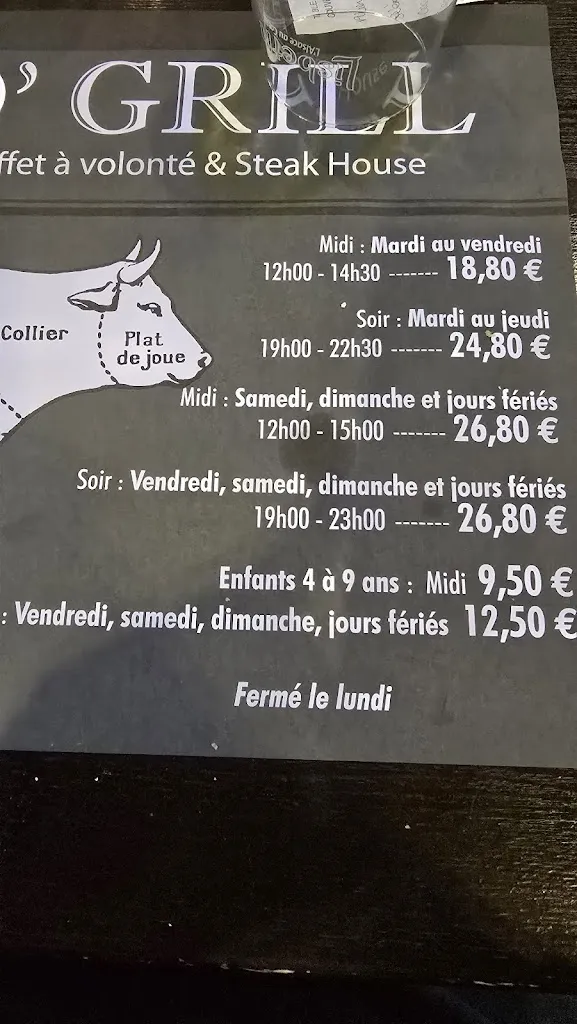 ' GRILL
ffet à volonté & Steak House
Midi : Mardi au vendredi
12h00 - 14h30 ------- 18,80 €
Soir : Mardi au jeudi
19h00 - 22h30 ------- 24,80 €
Collier
Plat
de joue
Midi : Samedi, dimanche et jours fériés
12h00 - 15h00 ------- 26,80 €
Soir : Vendredi, samedi, dimanche et jours fériés
19h00 - 23h00 ------- 26,80 €
Enfants 4 à 9 ans : Midi 9,50 €
: Vendredi, samedi, dimanche, jours fériés 12,50 €
Fermé le lundi